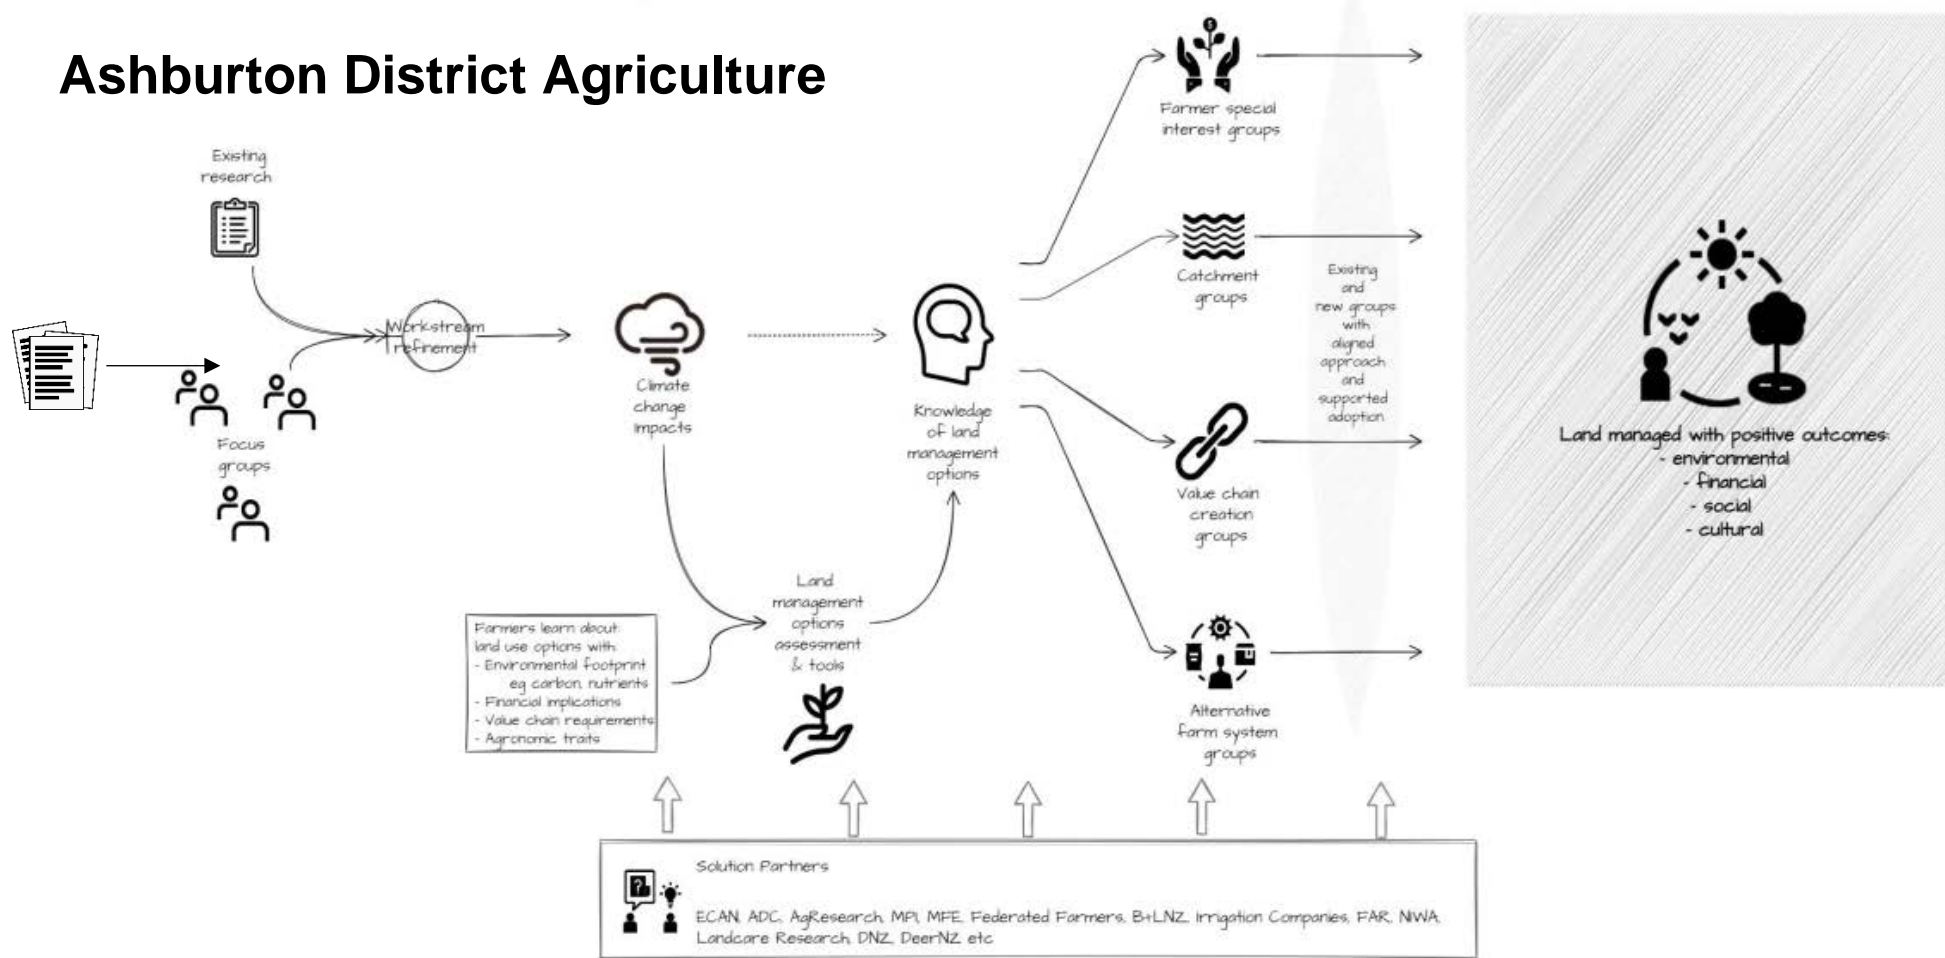 Ashburton District Agriculture
Existing
research
Focus
groups
Workstream
refinement
Climate
change
impacts
Farmers learn about:
land use options with:
- Environmental footprint
eg carbon, nutrients
- Financial implications
- Value chain requirements
- Agronomic traits
Land
management
options
assessment
& tools
Knowledge
of land
management
options
Farmer special
interest groups
Catchment
groups
Value chain
creation
groups
Alternative
farm system
groups
Existing
and
new groups
with
aligned
approach
and
supported
adoption
Land managed with positive outcomes:
- environmental
- financial
- social
- cultural
Solution Partners
ECAN, ADC, AgResearch, MPI, MFE, Federated Farmers, B+LNZ, Irrigation Companies, FAR, NIWA,
Landcare Research, DNZ, DeerNZ etc